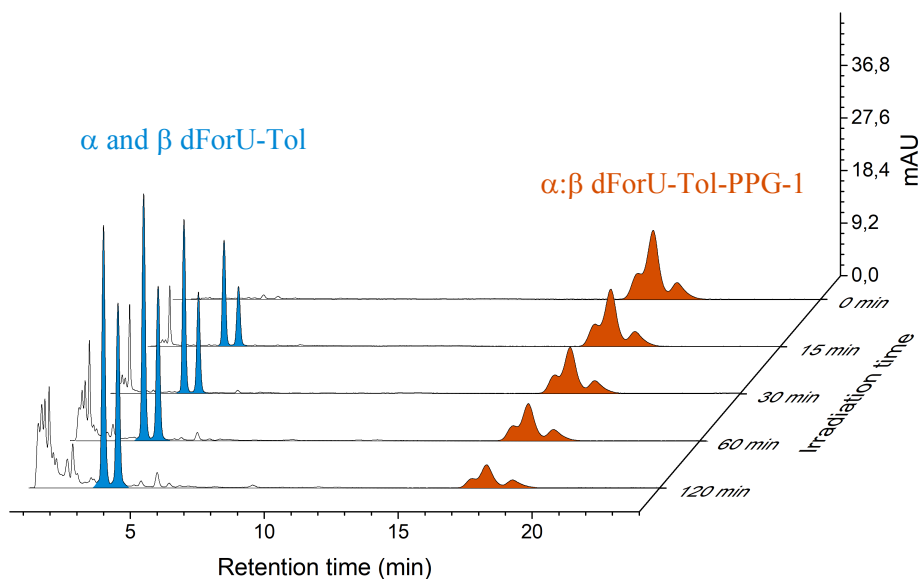 36,8
27,6
mAU
18,4
9,2
0,0
α and β dForU-Tol
α:β dForU-Tol-PPG-1
0 min
15 min
30 min
60 min
120 min
Irradiation time
5
10
15
20
Retention time (min)